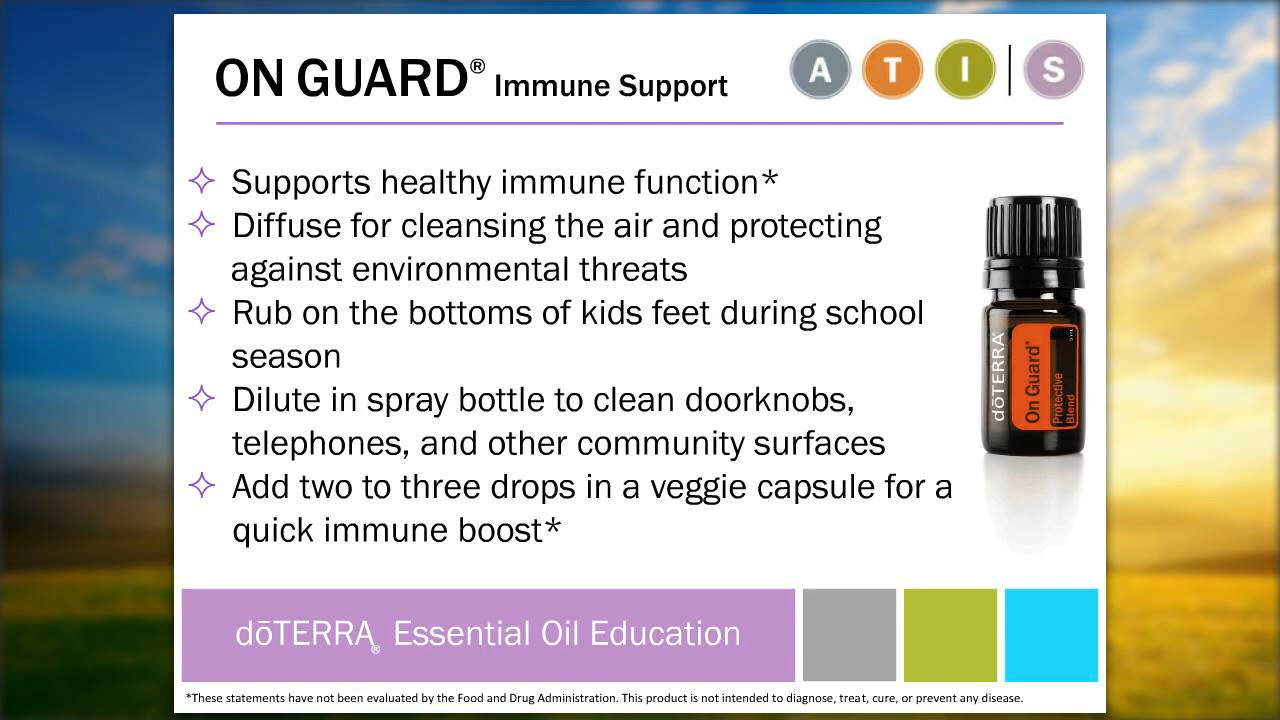 ON GUARD® Immune Support
A T I | S
Supports healthy immune function*
Diffuse for cleansing the air and protecting
against environmental threats
Rub on the bottoms of kids feet during school
season
Dilute in spray bottle to clean doorknobs,
telephones, and other community surfaces
Add two to three drops in a veggie capsule for a
quick immune boost*
dōTERRA
On Guard®
Protective
Blend
5 mL
dōTERRA® Essential Oil Education
*These statements have not been evaluated by the Food and Drug Administration. This product is not intended to diagnose, treat, cure, or prevent any disease.